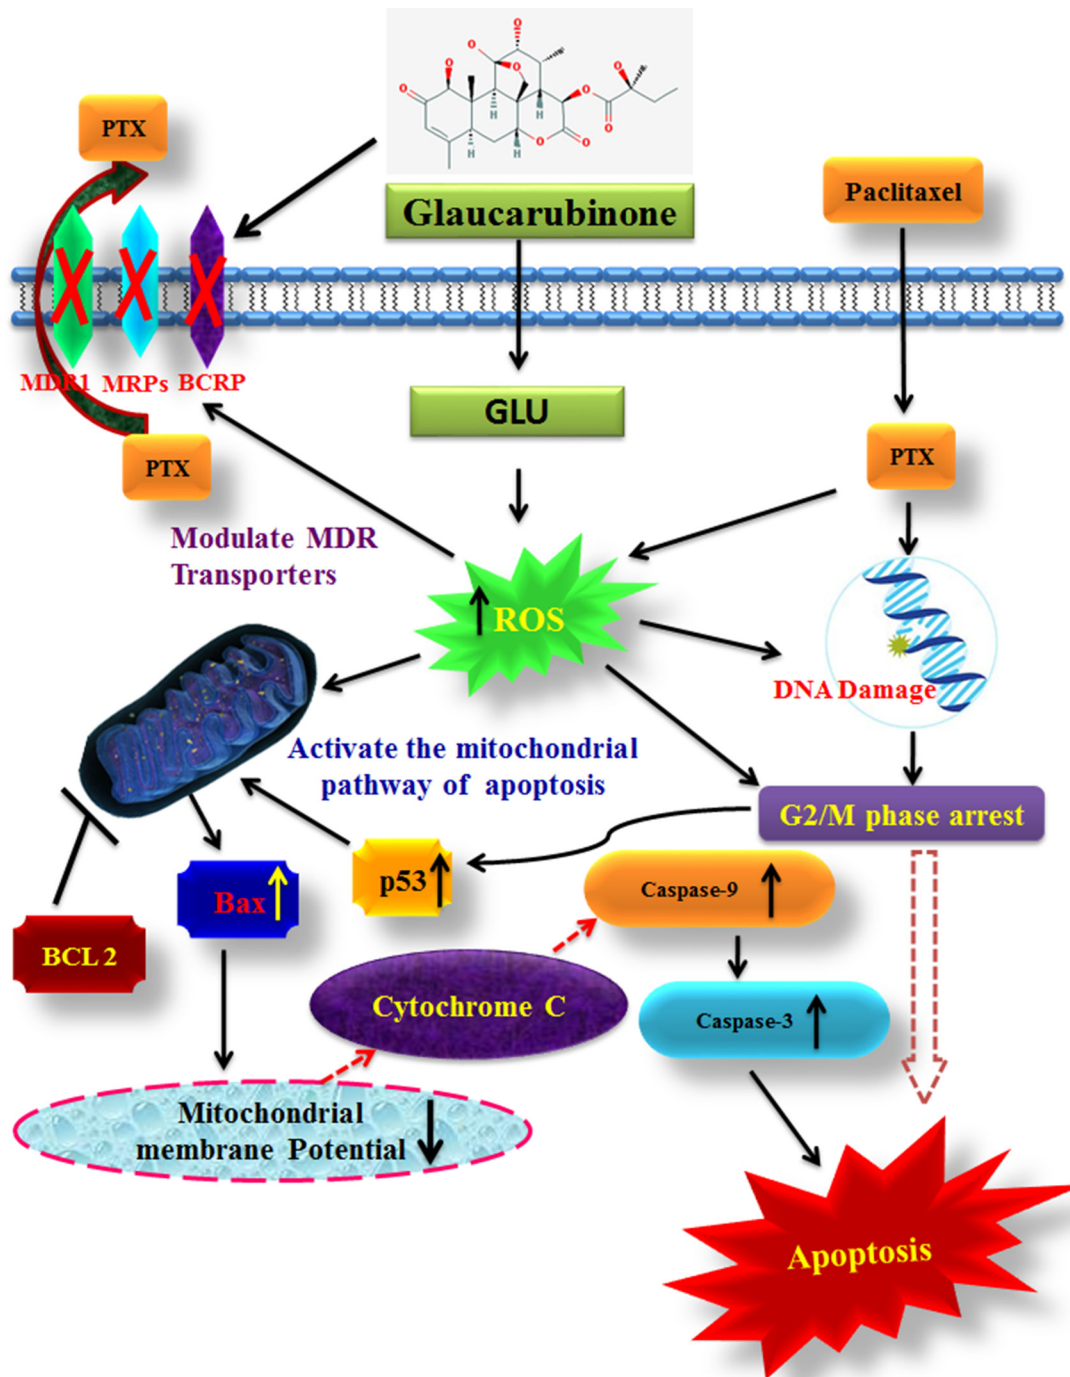 O
O
O
O
O
O
O
O
O
O
H
H
H
H
H
PTX
Glaucarubinone
Paclitaxel
MDR1
MRPs
BCRP
GLU
PTX
PTX
Modulate MDR
Transporters
ROS
DNA Damage
Activate the mitochondrial
pathway of apoptosis
G2/M phase arrest
p53
Caspase-9
Bax
BCL 2
Cytochrome C
Caspase-3
Mitochondrial
membrane Potential
Apoptosis